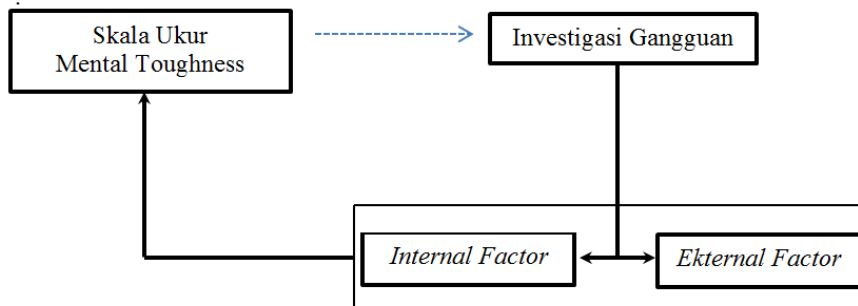 Skala Ukur
Mental Toughness
Investigasi Gangguan
Internal Factor
Ekternal Factor